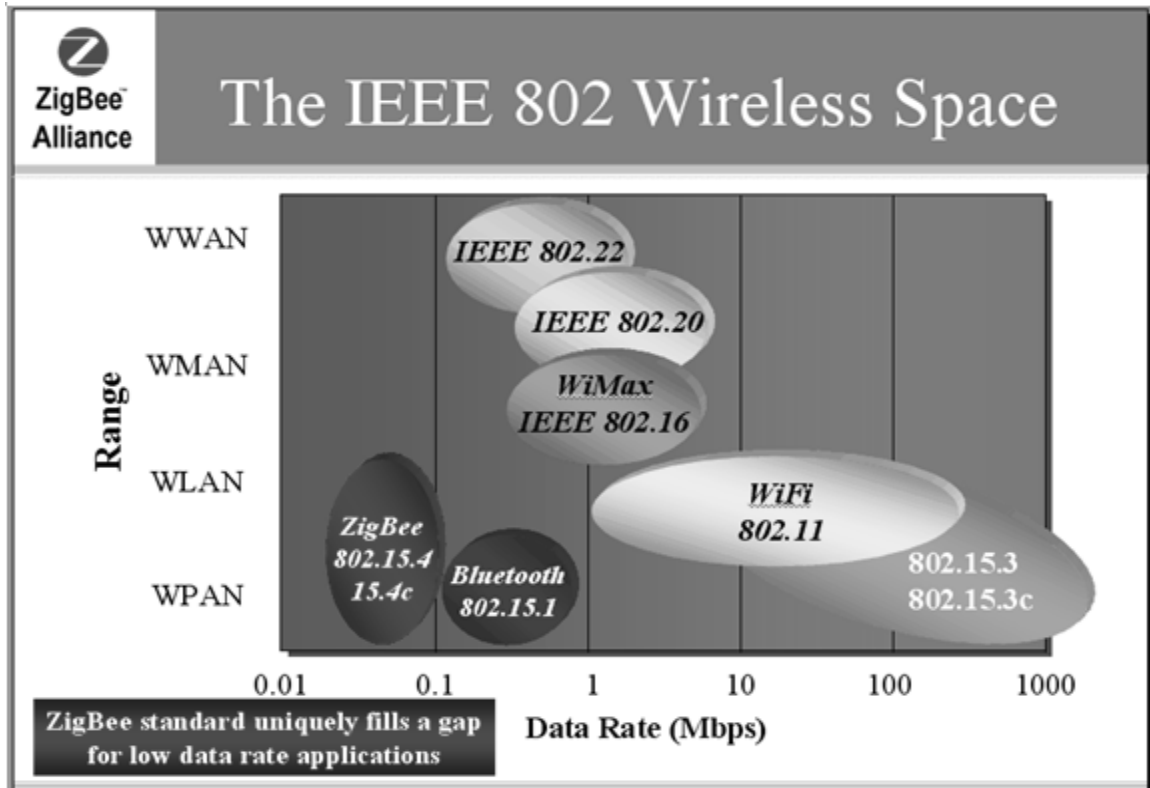 ZigBee™
Alliance
The IEEE 802 Wireless Space
WWAN
WMAN
WLAN
WPAN
Range
IEEE 802.22
IEEE 802.20
WiMax
IEEE 802.16
WiFi
802.11
ZigBee
802.15.4
15.4c
Bluetooth
802.15.1
802.15.3
802.15.3c
0.01 0.1 1 10 100 1000
Data Rate (Mbps)
ZigBee standard uniquely fills a gap
for low data rate applications